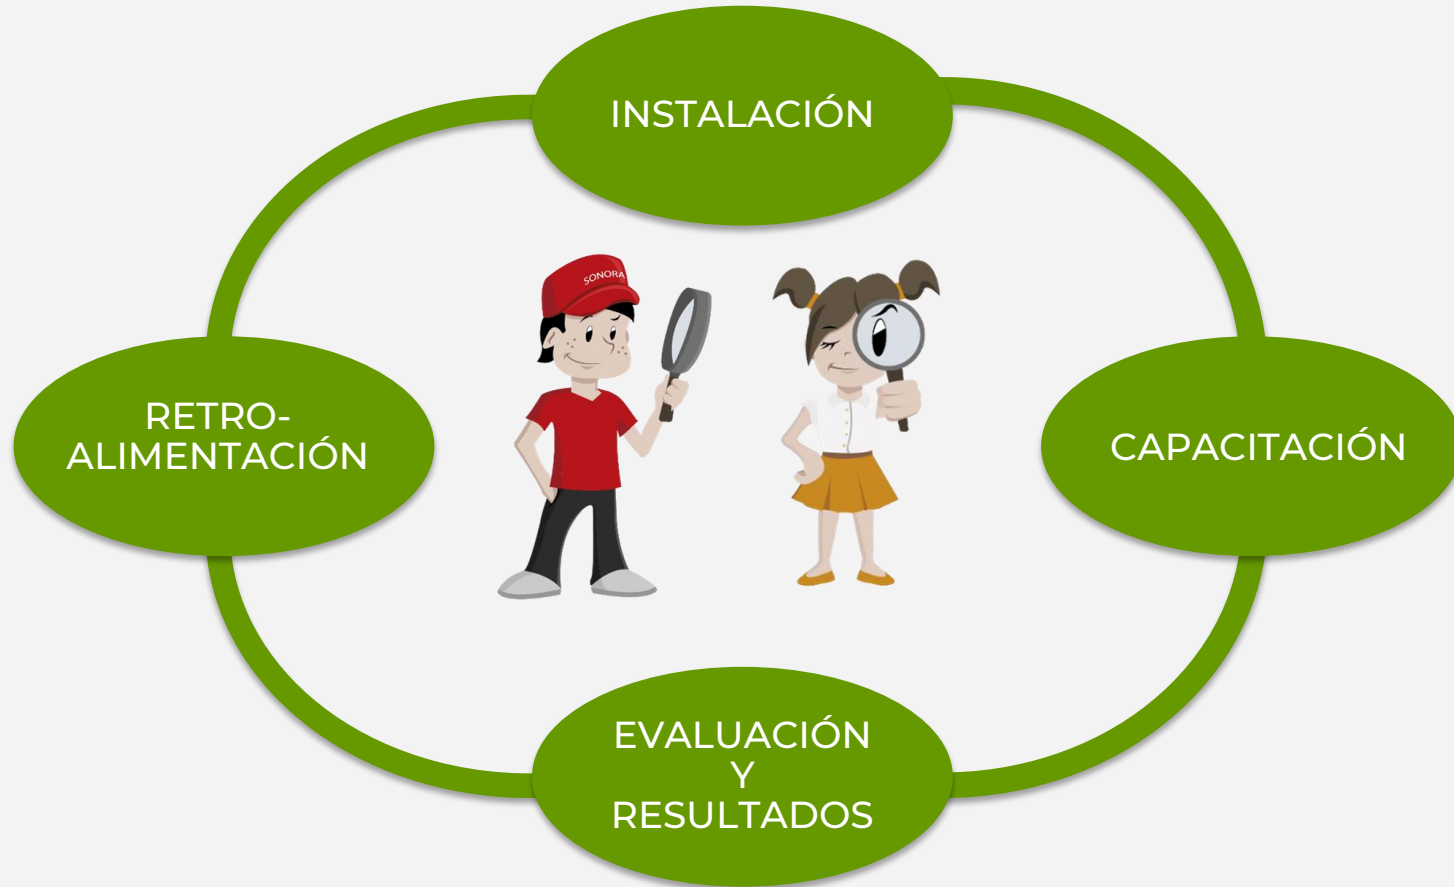 INSTALACIÓN
SONORA
RETRO-
ALIMENTACIÓN
CAPACITACIÓN
EVALUACIÓN
Y
RESULTADOS